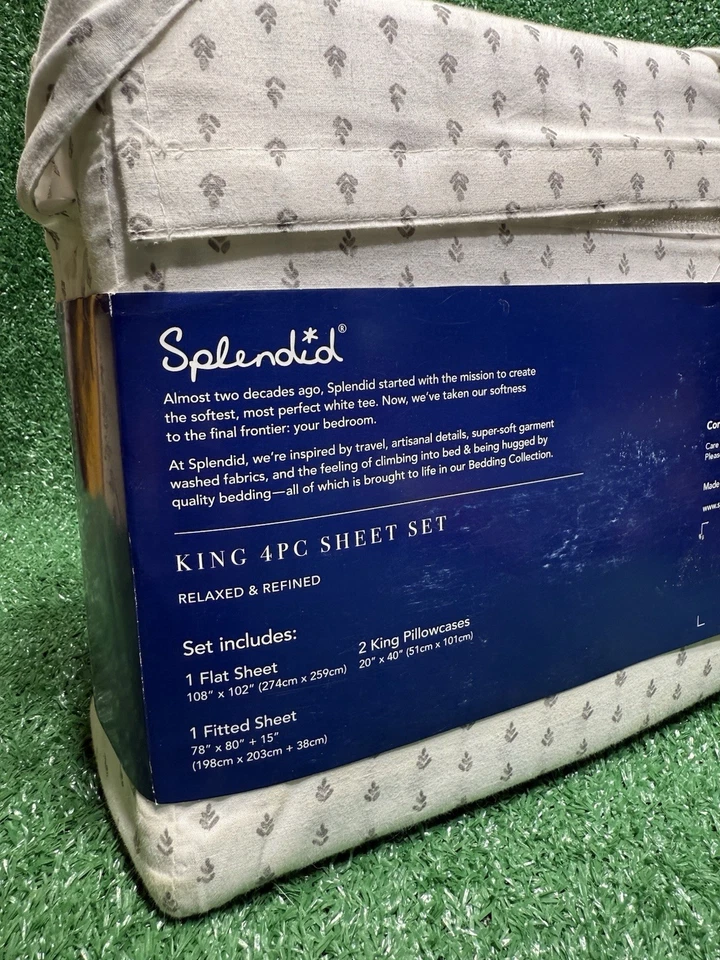 Splendid®
Almost two decades ago, Splendid started with the mission to create
the softest, most perfect white tee. Now, we've taken our softness
to the final frontier: your bedroom.
At Splendid, we're inspired by travel, artisanal details, super-soft garment
washed fabrics, and the feeling of climbing into bed & being hugged by
quality bedding—all of which is brought to life in our Bedding Collection.
KING 4PC SHEET SET
RELAXED & REFINED
Set includes:
1 Flat Sheet
108" x 102" (274cm x 259cm)
2 King Pillowcases
20" x 40" (51cm x 101cm)
1 Fitted Sheet
78" x 80" + 15"
(198cm x 203cm + 38cm)
Care
Made